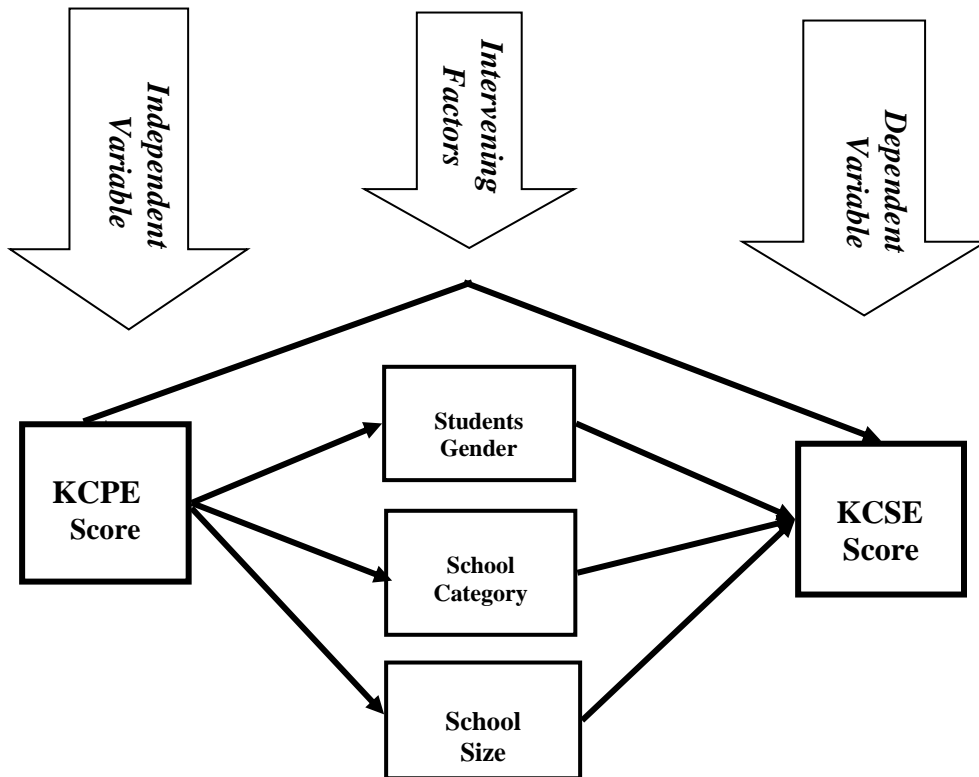 Independent
Variable
Intervening
Factors
Dependent
Variable
Students
Gender
KCPE
Score
KCSE
Score
School
Category
School
Size